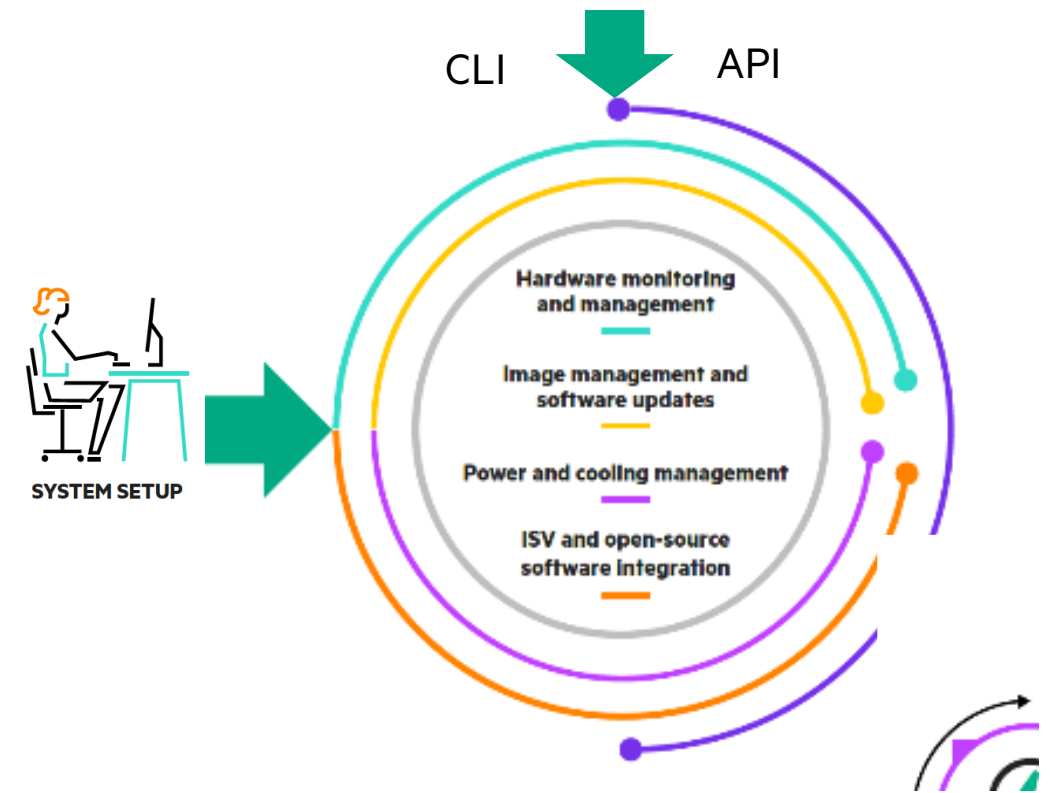 CLI
API
Hardware monitoring
and management
Image management and
software updates
Power and cooling management
ISV and open-source
software integration
SYSTEM SETUP